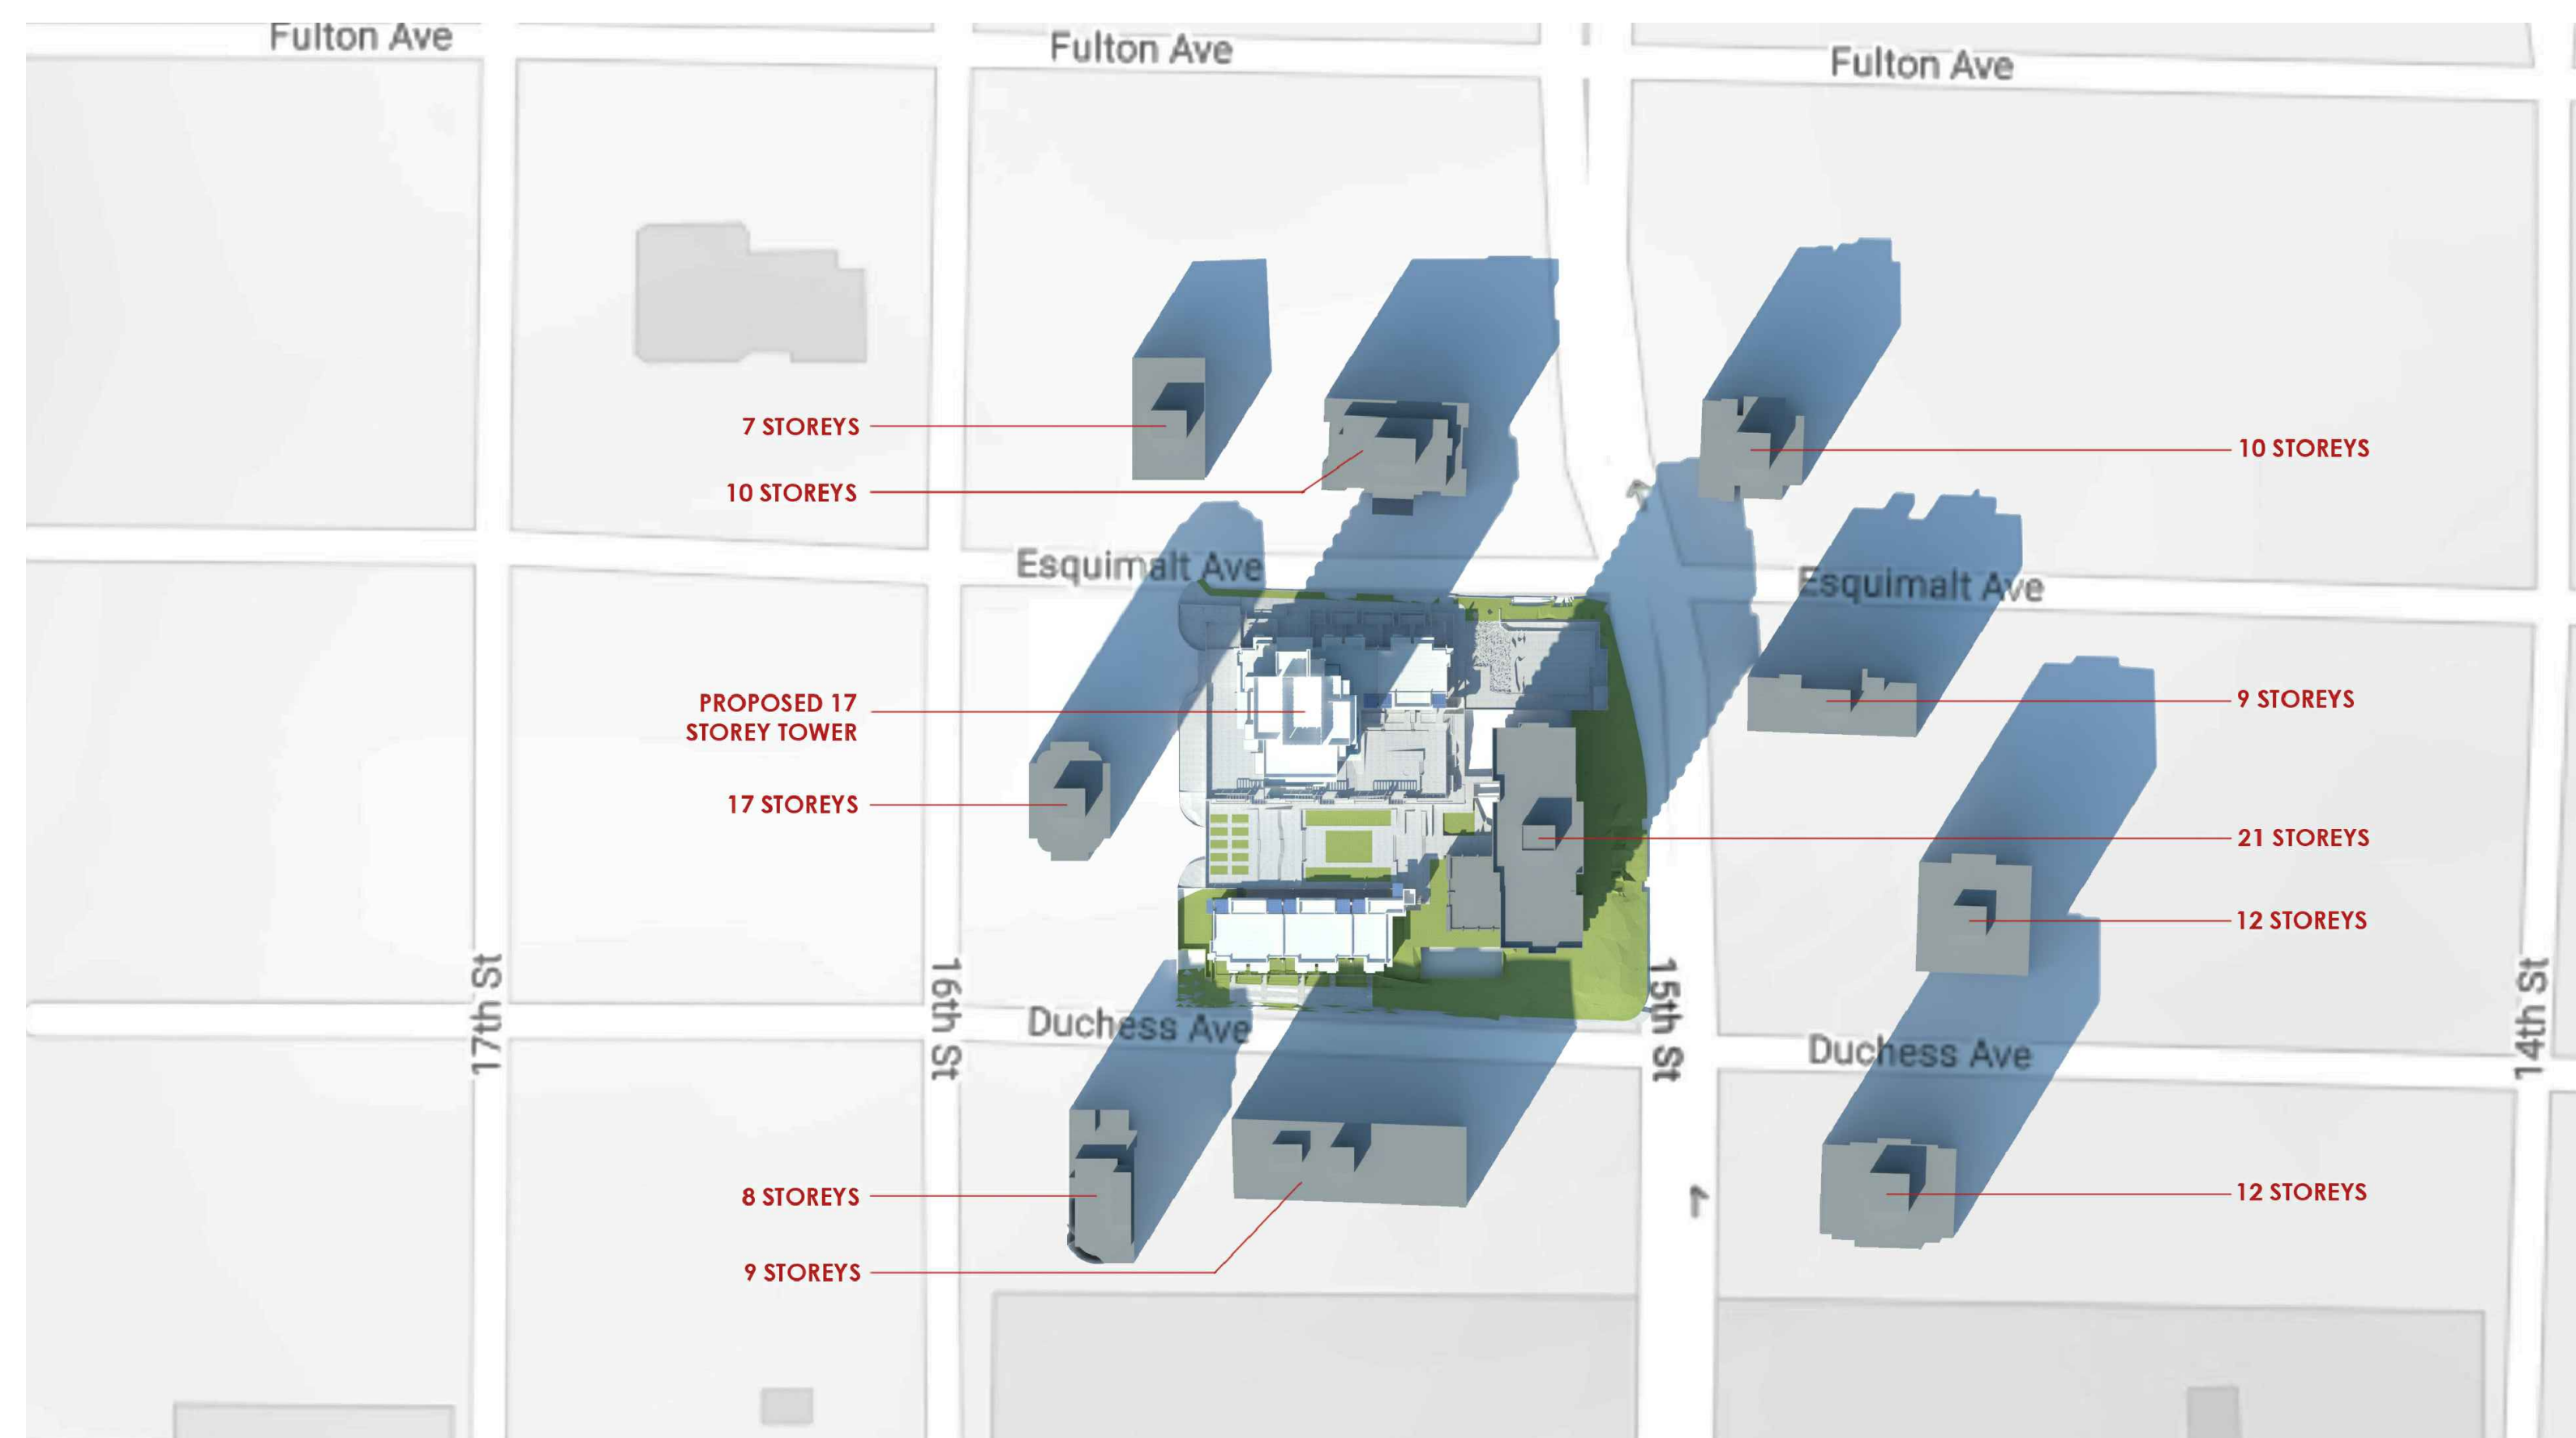 Fulton Ave
Fulton Ave
Fulton Ave
7 STOREYS
10 STOREYS
10 STOREYS
Esquimalt Ave
Esquimalt Ave
PROPOSED 17
STOREY TOWER
9 STOREYS
17 STOREYS
21 STOREYS
12 STOREYS
17th St
16th St
15th St
14th St
Duchess Ave
Duchess Ave
8 STOREYS
12 STOREYS
9 STOREYS